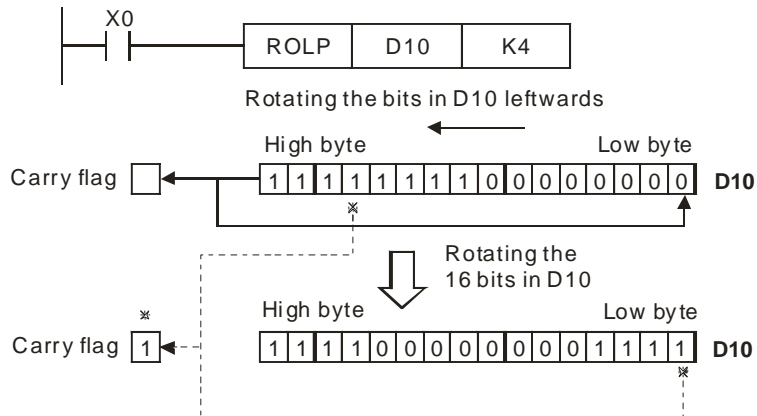 X0
ROLP D10 K4
Rotating the bits in D10 leftwards
High byte Low byte
Carry flag 1 1 1 1 1 1 1 1 0 0 0 0 0 0 0 0 D10
※
Rotating the
16 bits in D10
※ High byte Low byte
Carry flag 1 1 1 1 1 0 0 0 0 0 0 0 0 1 1 1 1 D10
※